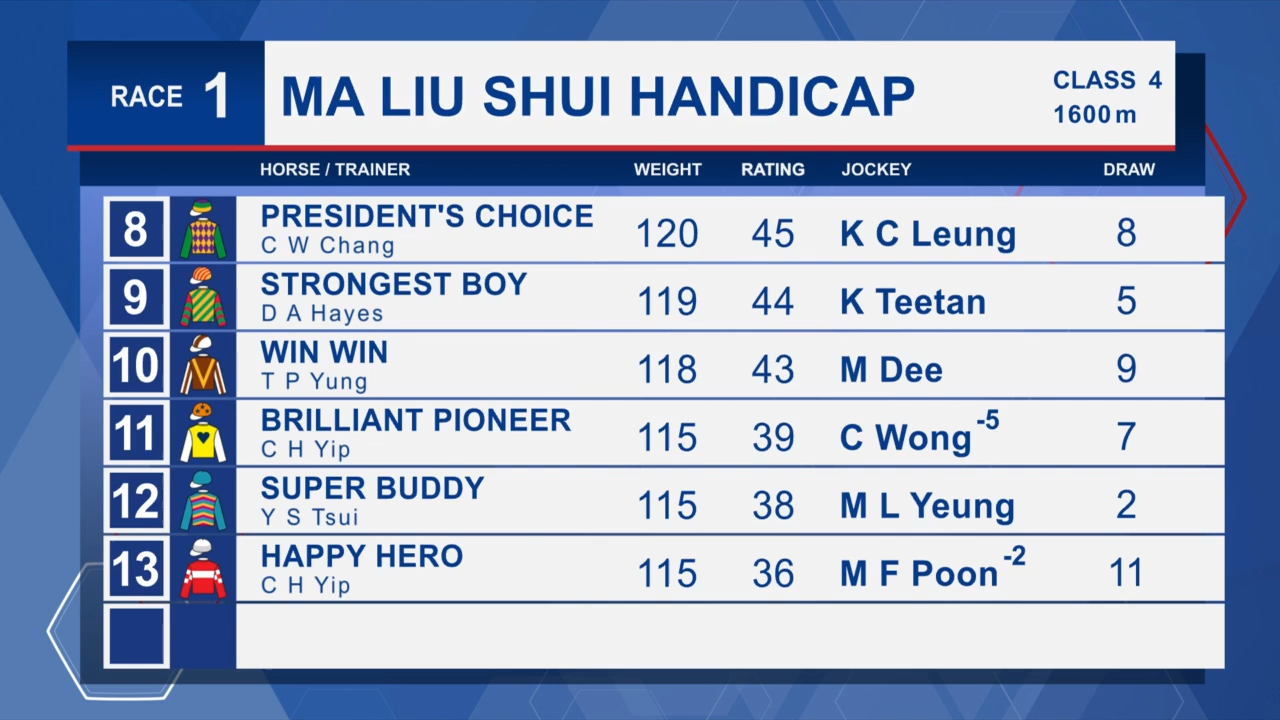 RACE 1 MA LIU SHUI HANDICAP CLASS 4
1600m
HORSE / TRAINER WEIGHT RATING JOCKEY DRAW
8 PRESIDENT'S CHOICE 120 45 K C Leung 8
C W Chang
9 STRONGEST BOY 119 44 K Teetan 5
D A Hayes
10 WIN WIN 118 43 M Dee 9
T P Yung
11 BRILLIANT PIONEER 115 39 C Wong -5 7
C H Yip
12 SUPER BUDDY 115 38 M L Yeung 2
Y S Tsui
13 HAPPY HERO 115 36 M F Poon -2 11
C H Yip